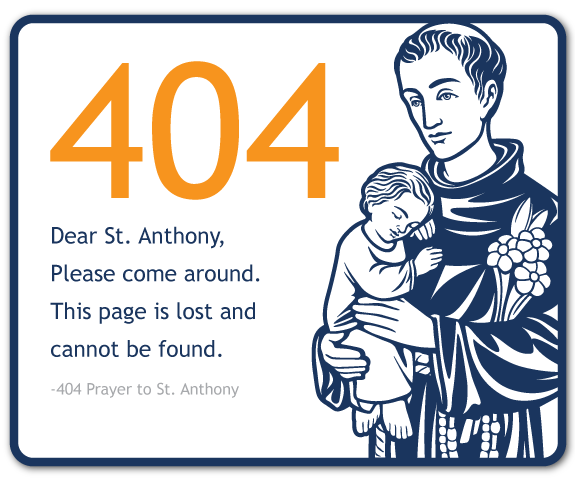 404
Dear St. Anthony,
Please come around.
This page is lost and
cannot be found.
-404 Prayer to St. Anthony